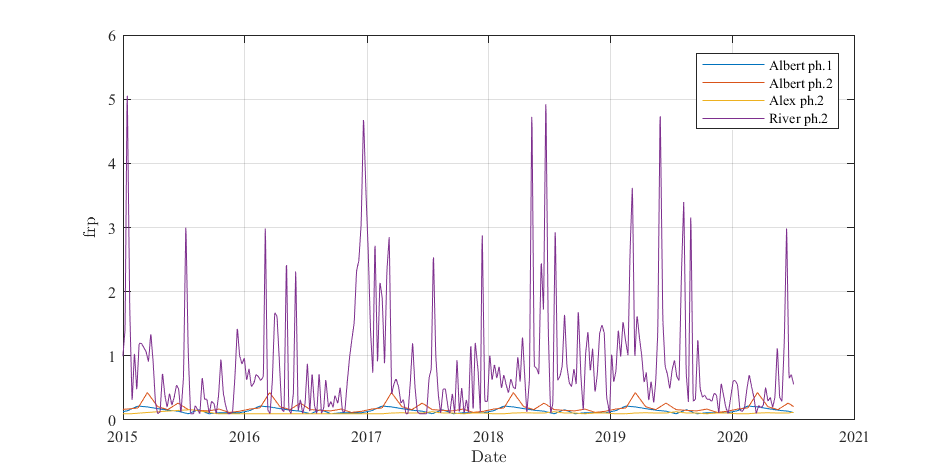 6
5
4
3
2
1
0
frp
2015 2016 2017 2018 2019 2020 2021
Date
Albert ph.1
Albert ph.2
Alex ph.2
River ph.2